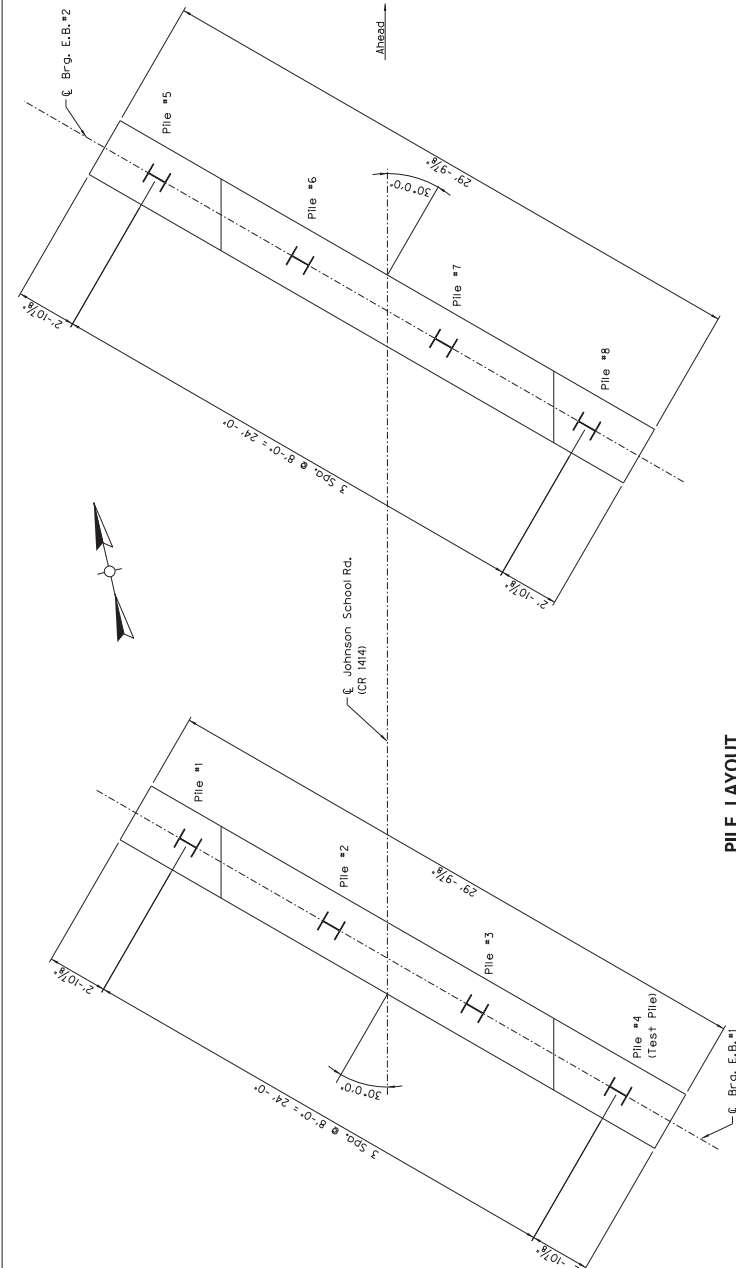 ℄ Brg. E.B.#2
Ahead
Pile #5
Pile #6
Pile #7
Pile #8
29'-9⅞"
30°0'0"
2'-10⅞"
3 Spa. @ 8'-0" = 24'-0"
2'-10⅞"
℄ Johnson School Rd.
(CR 1414)
Pile #1
Pile #2
Pile #3
Pile #4
(Test Pile)
29'-9⅞"
30°0'0"
2'-10⅞"
3 Spa. @ 8'-0" = 24'-0"
-10⅞"
℄ Brg. E.B.#1
PILE LAYOUT